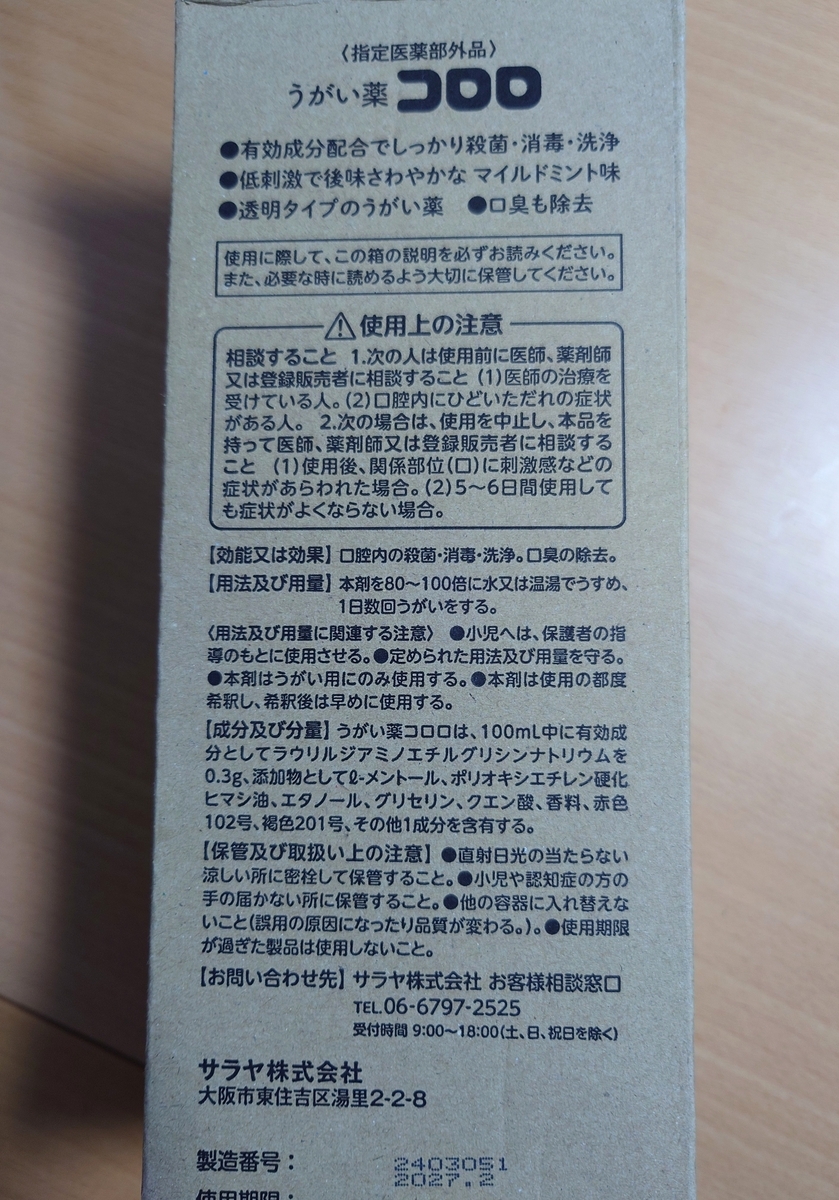 〈指定医薬部外品〉
うがい薬 コロロ
●有効成分配合でしっかり殺菌・消毒・洗浄
●低刺激で後味さわやかな マイルドミント味
●透明タイプのうがい薬 ●口臭も除去
使用に際して、この箱の説明を必ずお読みください。
また、必要な時に読めるよう大切に保管してください。
⚠使用上の注意
相談すること 1.次の人は使用前に医師、薬剤師
又は登録販売者に相談すること (1)医師の治療を
受けている人。(2)口腔内にひどいただれの症状
がある人。 2.次の場合は、使用を中止し、本品を
持って医師、薬剤師又は登録販売者に相談する
こと (1)使用後、関係部位(口)に刺激感などの
症状があらわれた場合。(2)5～6日間使用して
も症状がよくならない場合。
【効能又は効果】口腔内の殺菌・消毒・洗浄。口臭の除去。
【用法及び用量】本剤を80～100倍に水又は温湯でうすめ、
1日数回うがいをする。
〈用法及び用量に関連する注意〉 ●小児へは、保護者の指
導のもとに使用させる。●定められた用法及び用量を守る。
●本剤はうがい用にのみ使用する。●本剤は使用の都度
希釈し、希釈後は早めに使用する。
【成分及び分量】うがい薬コロロは、100mL中に有効成
分としてラウリルジアミノエチルグリシンナトリウムを
0.3g、添加物としてℓ-メントール、ポリオキシエチレン硬化
ヒマシ油、エタノール、グリセリン、クエン酸、香料、赤色
102号、褐色201号、その他1成分を含有する。
【保管及び取扱い上の注意】●直射日光の当たらない
涼しい所に密栓して保管すること。●小児や認知症の方の
手の届かない所に保管すること。●他の容器に入れ替えな
いこと(誤用の原因になったり品質が変わる。)。●使用期限
が過ぎた製品は使用しないこと。
【お問い合わせ先】サラヤ株式会社 お客様相談窓口
TEL.06-6797-2525
受付時間 9:00～18:00(土、日、祝日を除く)
サラヤ株式会社
大阪市東住吉区湯里2-2-8
製造番号： 2403051
使用期限： 2027.2